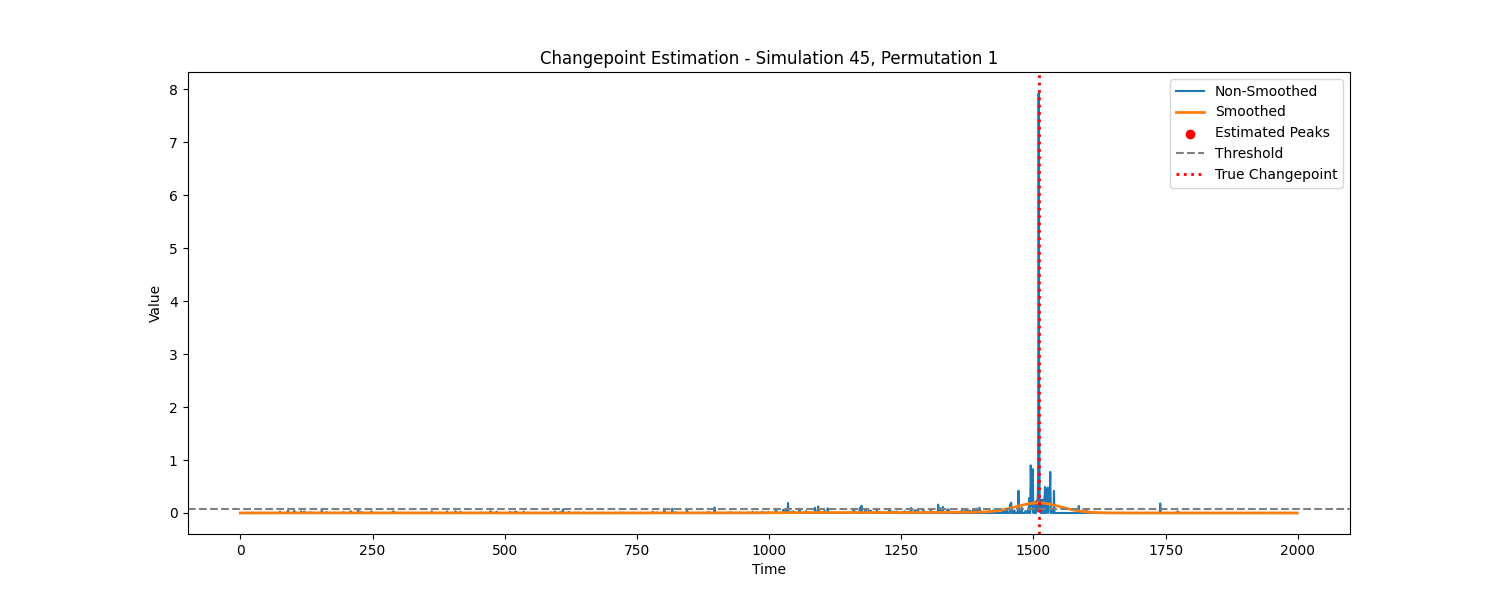 Changepoint Estimation - Simulation 45, Permutation 1
8
7
6
5
4
3
2
1
0
Value
Non-Smoothed
Smoothed
Estimated Peaks
Threshold
True Changepoint
0 250 500 750 1000 1250 1500 1750 2000
Time